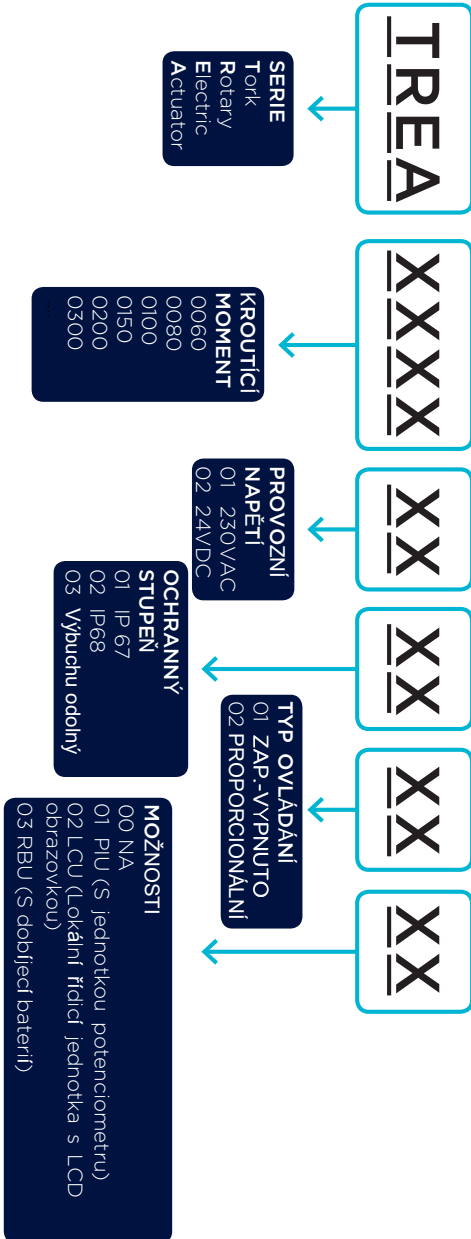 TREA
XXXX
XX
XX
XX
XX
SERIE
Tork
Rotary
Electric
Actuator
KROUTÍCÍ
MOMENT
0060
0080
0100
0150
0200
0300
....
PROVOZNÍ
NAPĚTÍ
01 230VAC
02 24VDC
OCHRANNÝ
STUPEŇ
01 IP 67
02 IP68
03 Výbuchu odolný
TYP OVLÁDÁNÍ
01 ZAP.-VYPNUTO
02 PROPORCIONÁLNÍ
MOŽNOSTI
00 NA
01 PIU (S jednotkou potenciometru)
02 LCU (Lokální řídicí jednotka s LCD
obrazovkou)
03 RBU (S dobíjecí baterií)